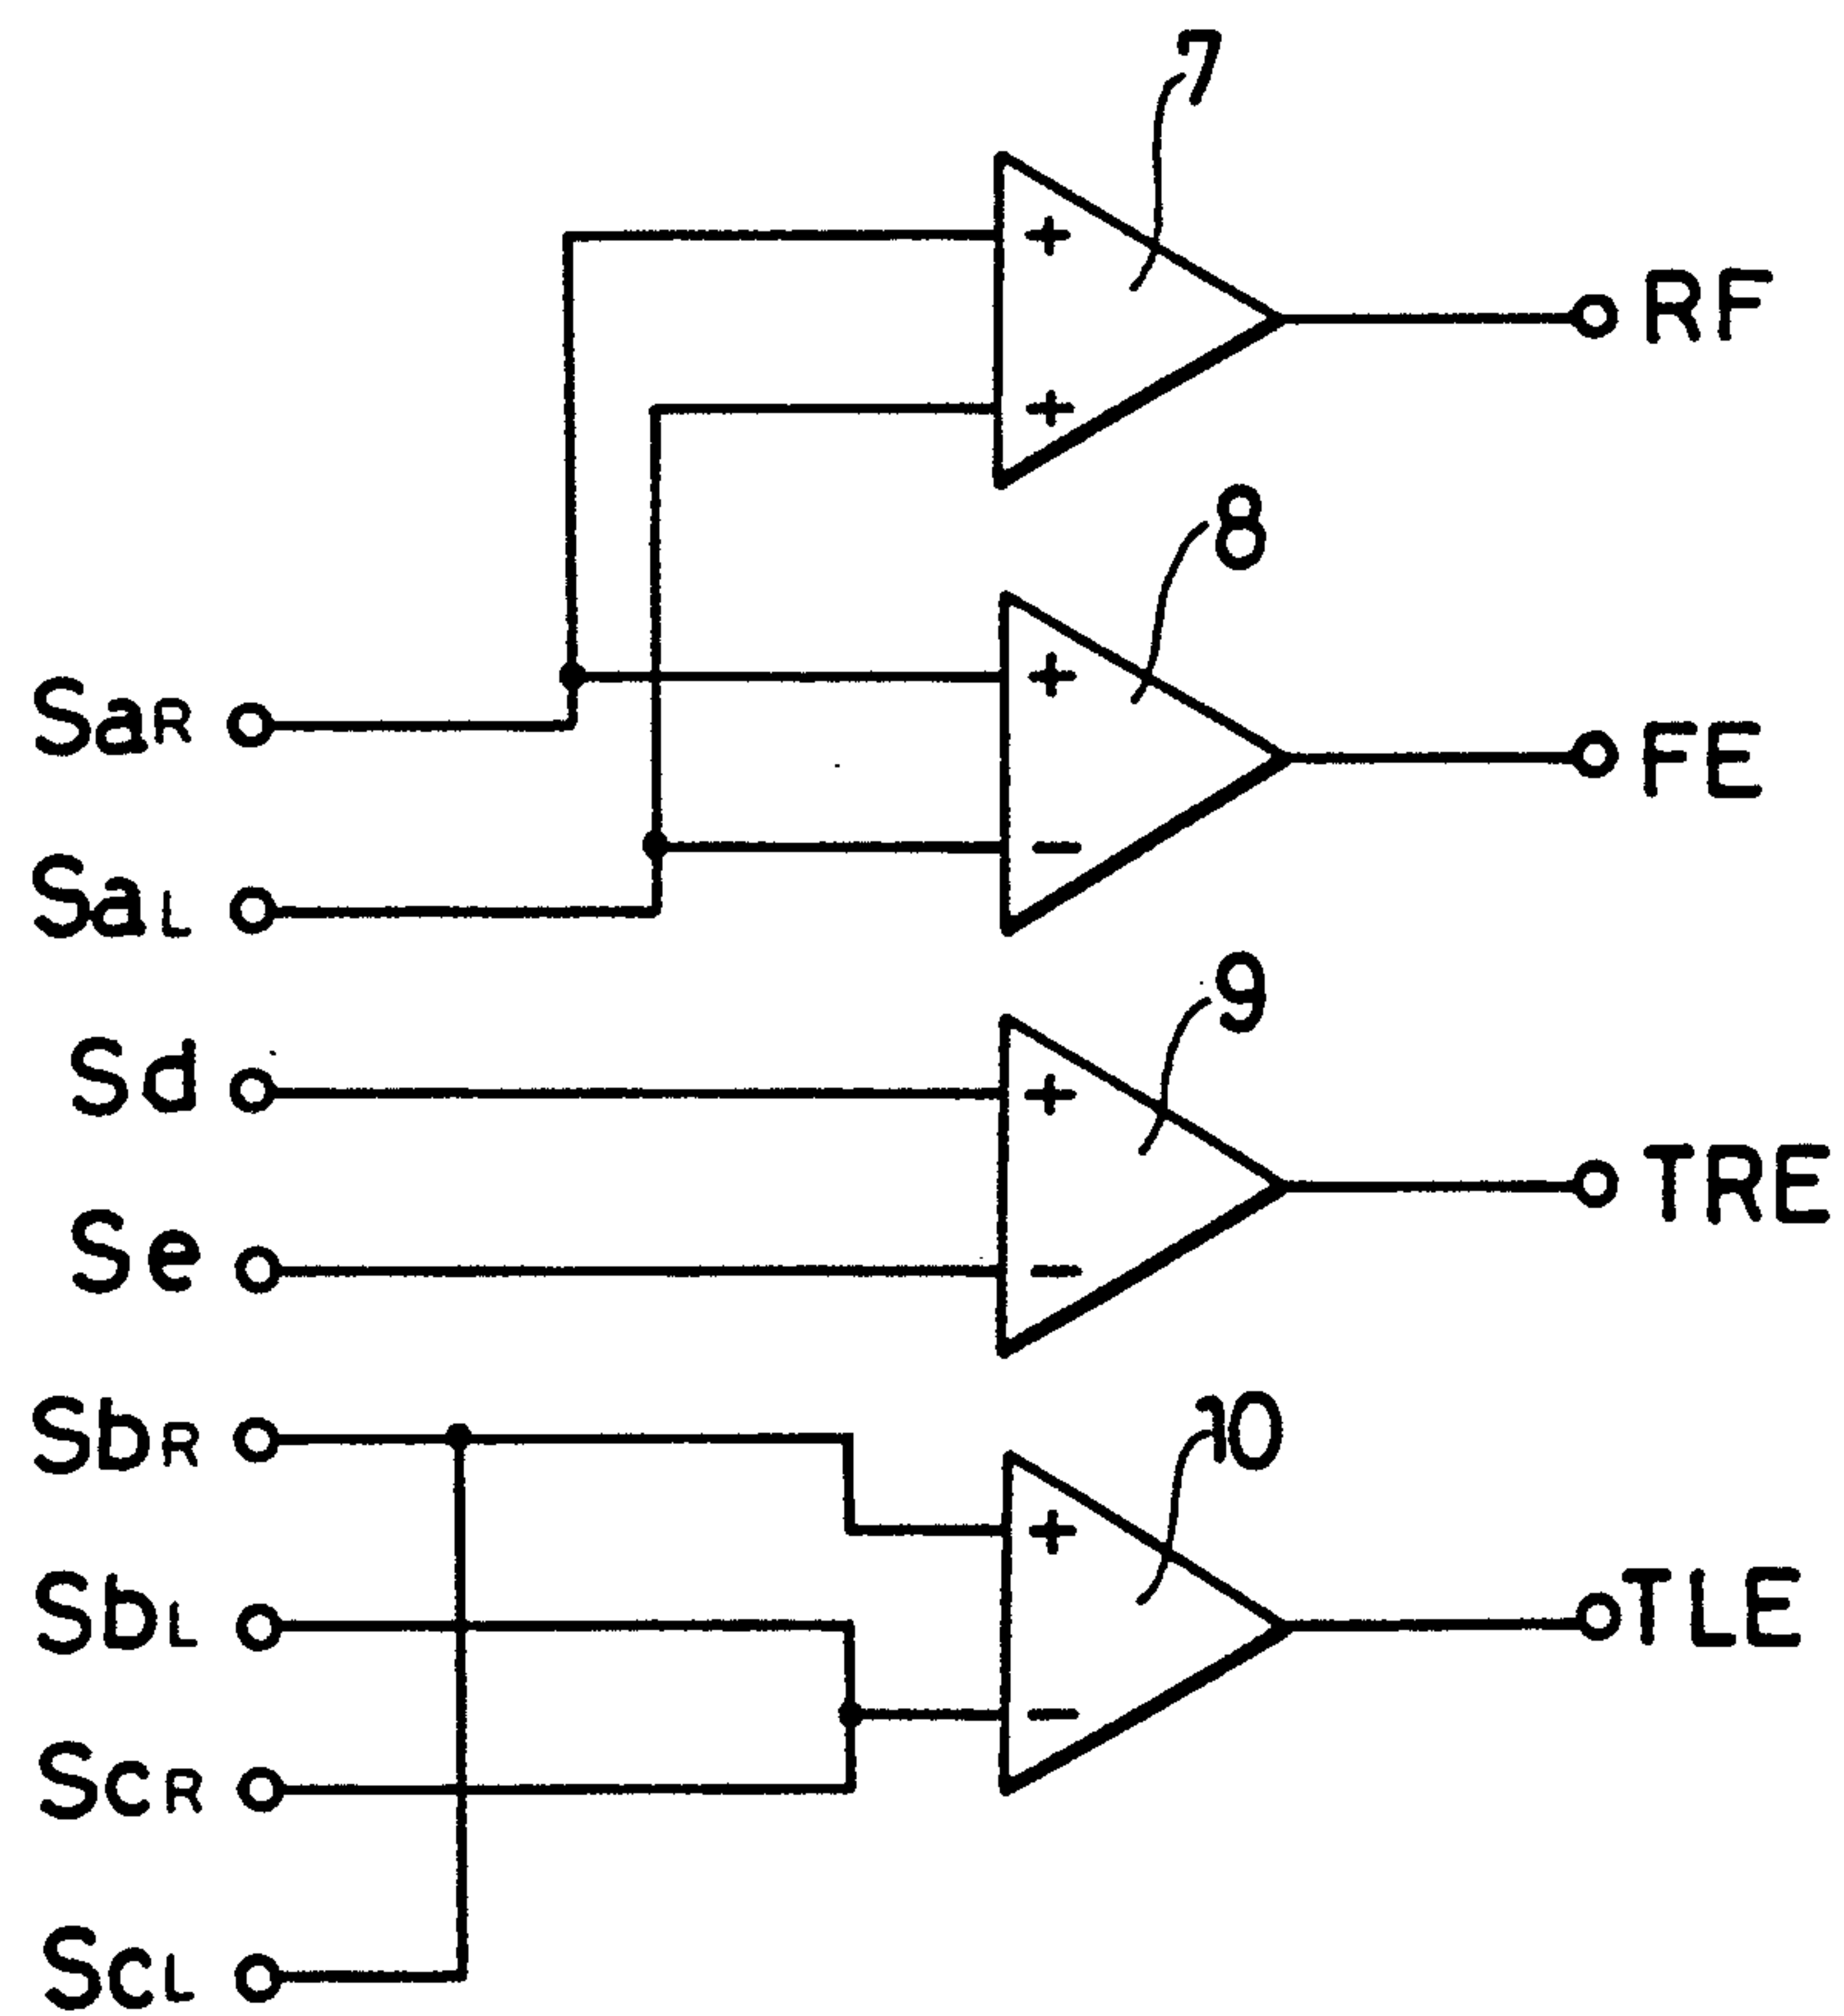 7
+
RF
+
8
+
SaR
FE
-
SaL
9
Sd
+
TRE
Se
-
SbR
10
+
SbL
TLE
-
ScR
ScL